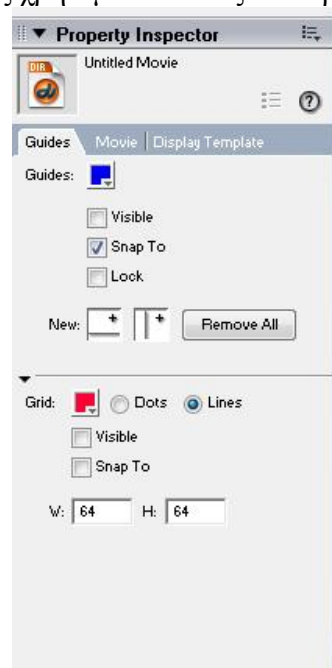 Property Inspector
DIR
Untitled Movie
?
Guides Movie Display Template
Guides:
Visible
Snap To
Lock
New: Remove All
Grid: Dots Lines
Visible
Snap To
W: 64 H: 64